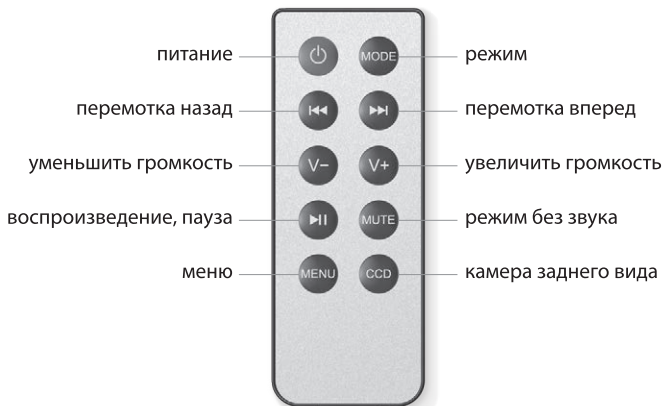 питание
MODE
режим
перемотка назад
перемотка вперед
уменьшить громкость
V–
V+
увеличить громкость
воспроизведение, пауза
MUTE
режим без звука
меню
MENU
CCD
камера заднего вида